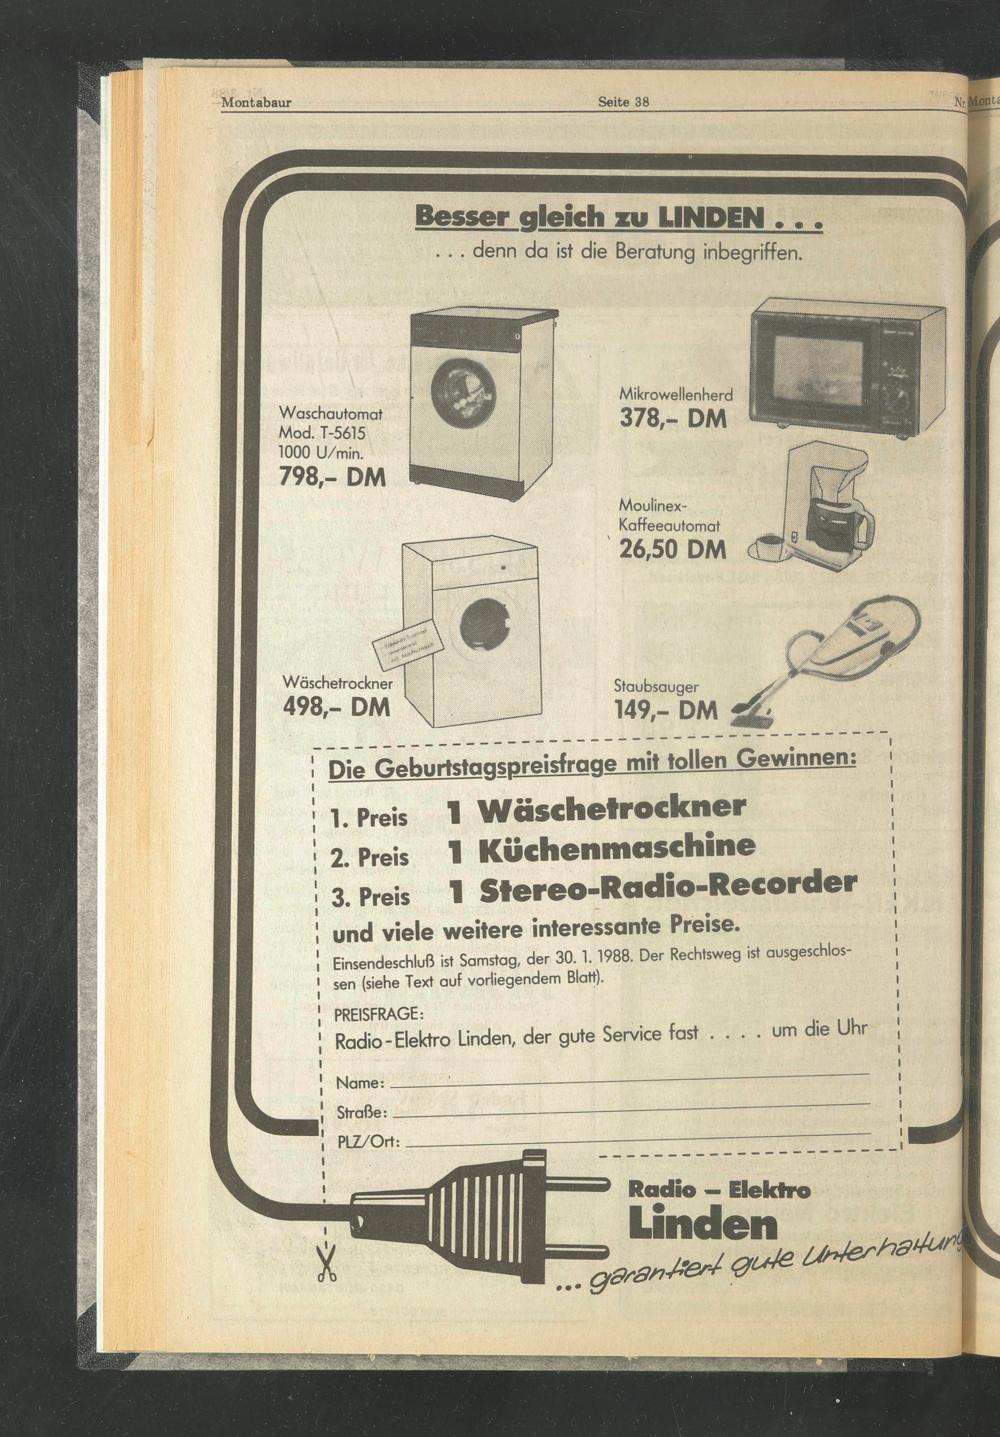 Montabaur
Seite 38
Nr.
Monta
Besser gleich zu LINDEN . . .
. . . denn da ist die Beratung inbegriffen.
Waschautomat
Mod. T-5615
1000 U/min.
798,– DM
Mikrowellenherd
378,– DM
Moulinex-
Kaffeeautomat
26,50 DM
Wäschetrockner
498,– DM
Staubsauger
149,– DM
Die Geburtstagspreisfrage mit tollen Gewinnen:
1. Preis 1 Wäschetrockner
2. Preis 1 Küchenmaschine
3. Preis 1 Stereo-Radio-Recorder
und viele weitere interessante Preise.
Einsendeschluß ist Samstag, der 30. 1. 1988. Der Rechtsweg ist ausgeschlos-
sen (siehe Text auf vorliegendem Blatt).
PREISFRAGE:
Radio-Elektro Linden, der gute Service fast . . . . um die Uhr
Name:
Straße:
PLZ/Ort:
Radio – Elektro
Linden
... garantiert gute Unterhaltung